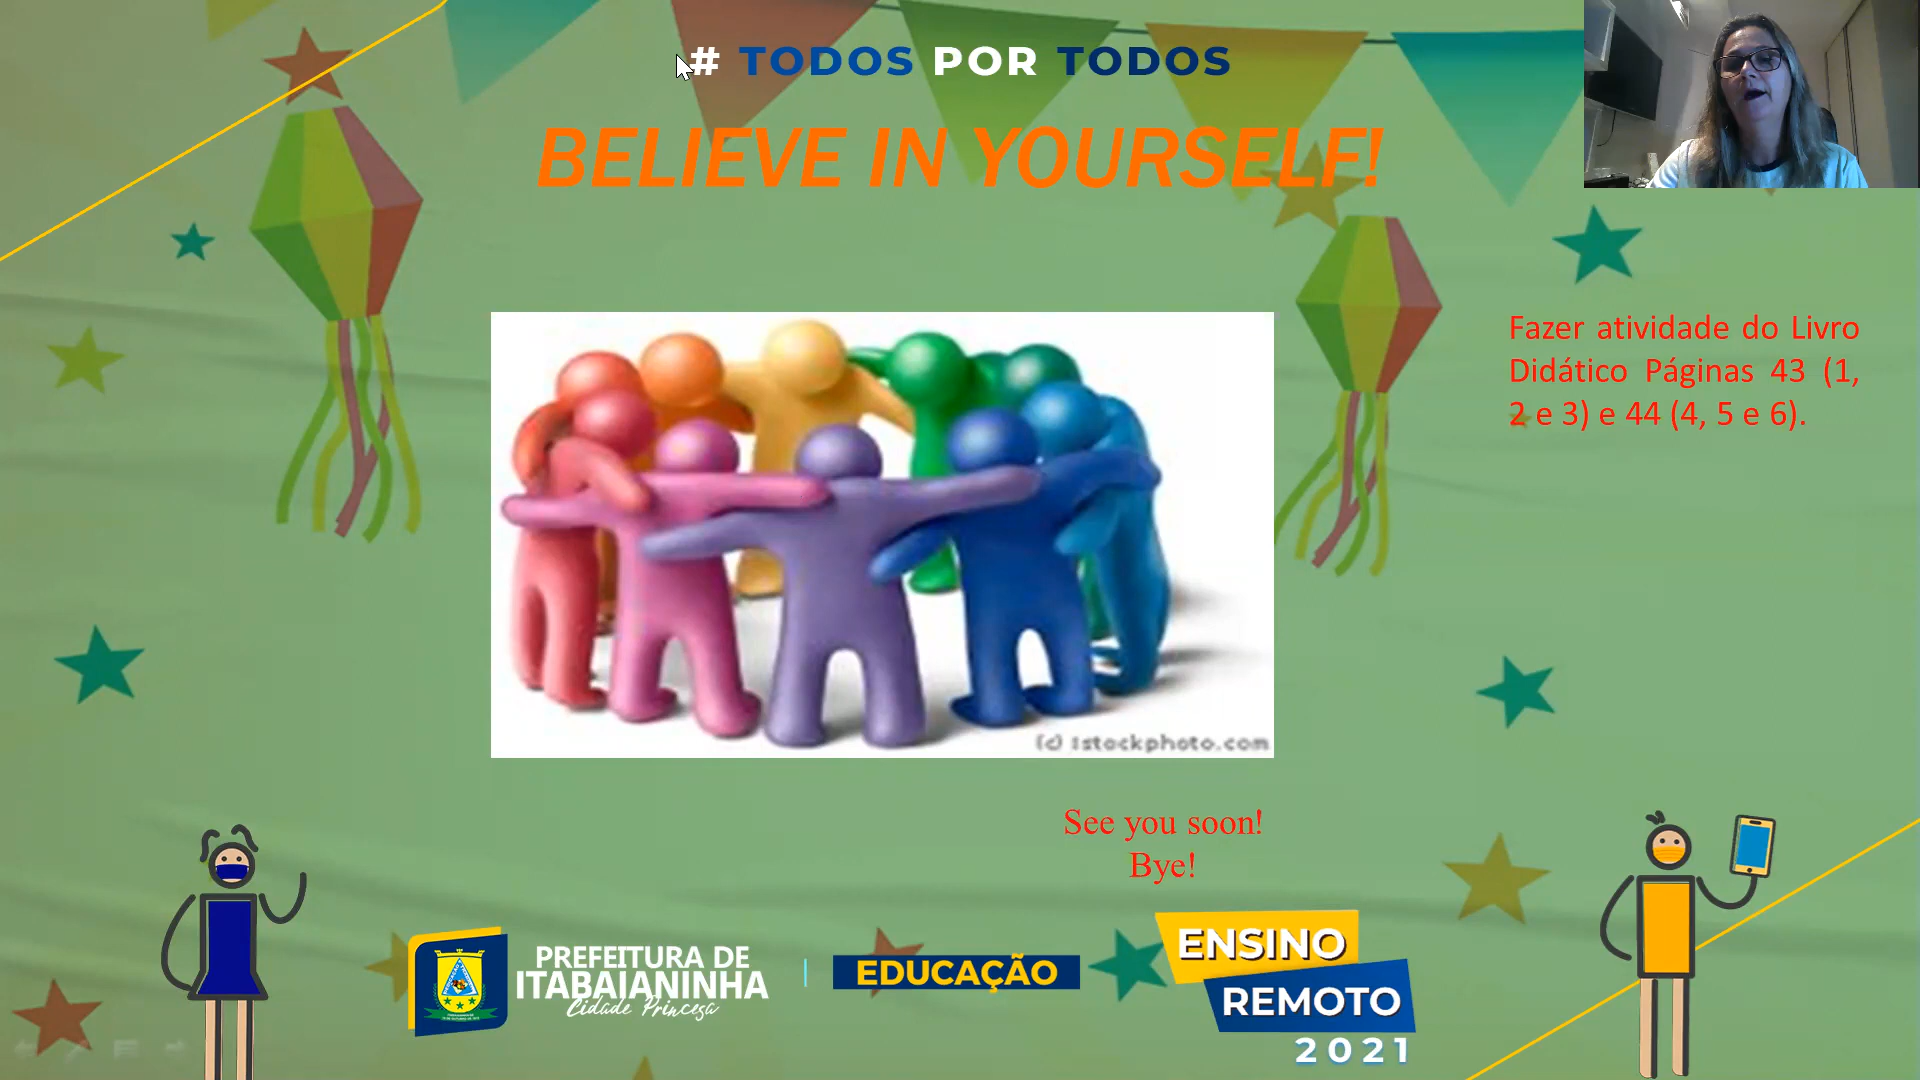 # TODOS POR TODOS
BELIEVE IN YOURSELF!
Fazer atividade do Livro
Didático Páginas 43 (1,
2 e 3) e 44 (4, 5 e 6).
(c) istockphoto.com
See you soon!
Bye!
PREFEITURA DE
ITABAIANINHA
Cidade Princesa
EDUCAÇÃO
ENSINO
REMOTO
2021